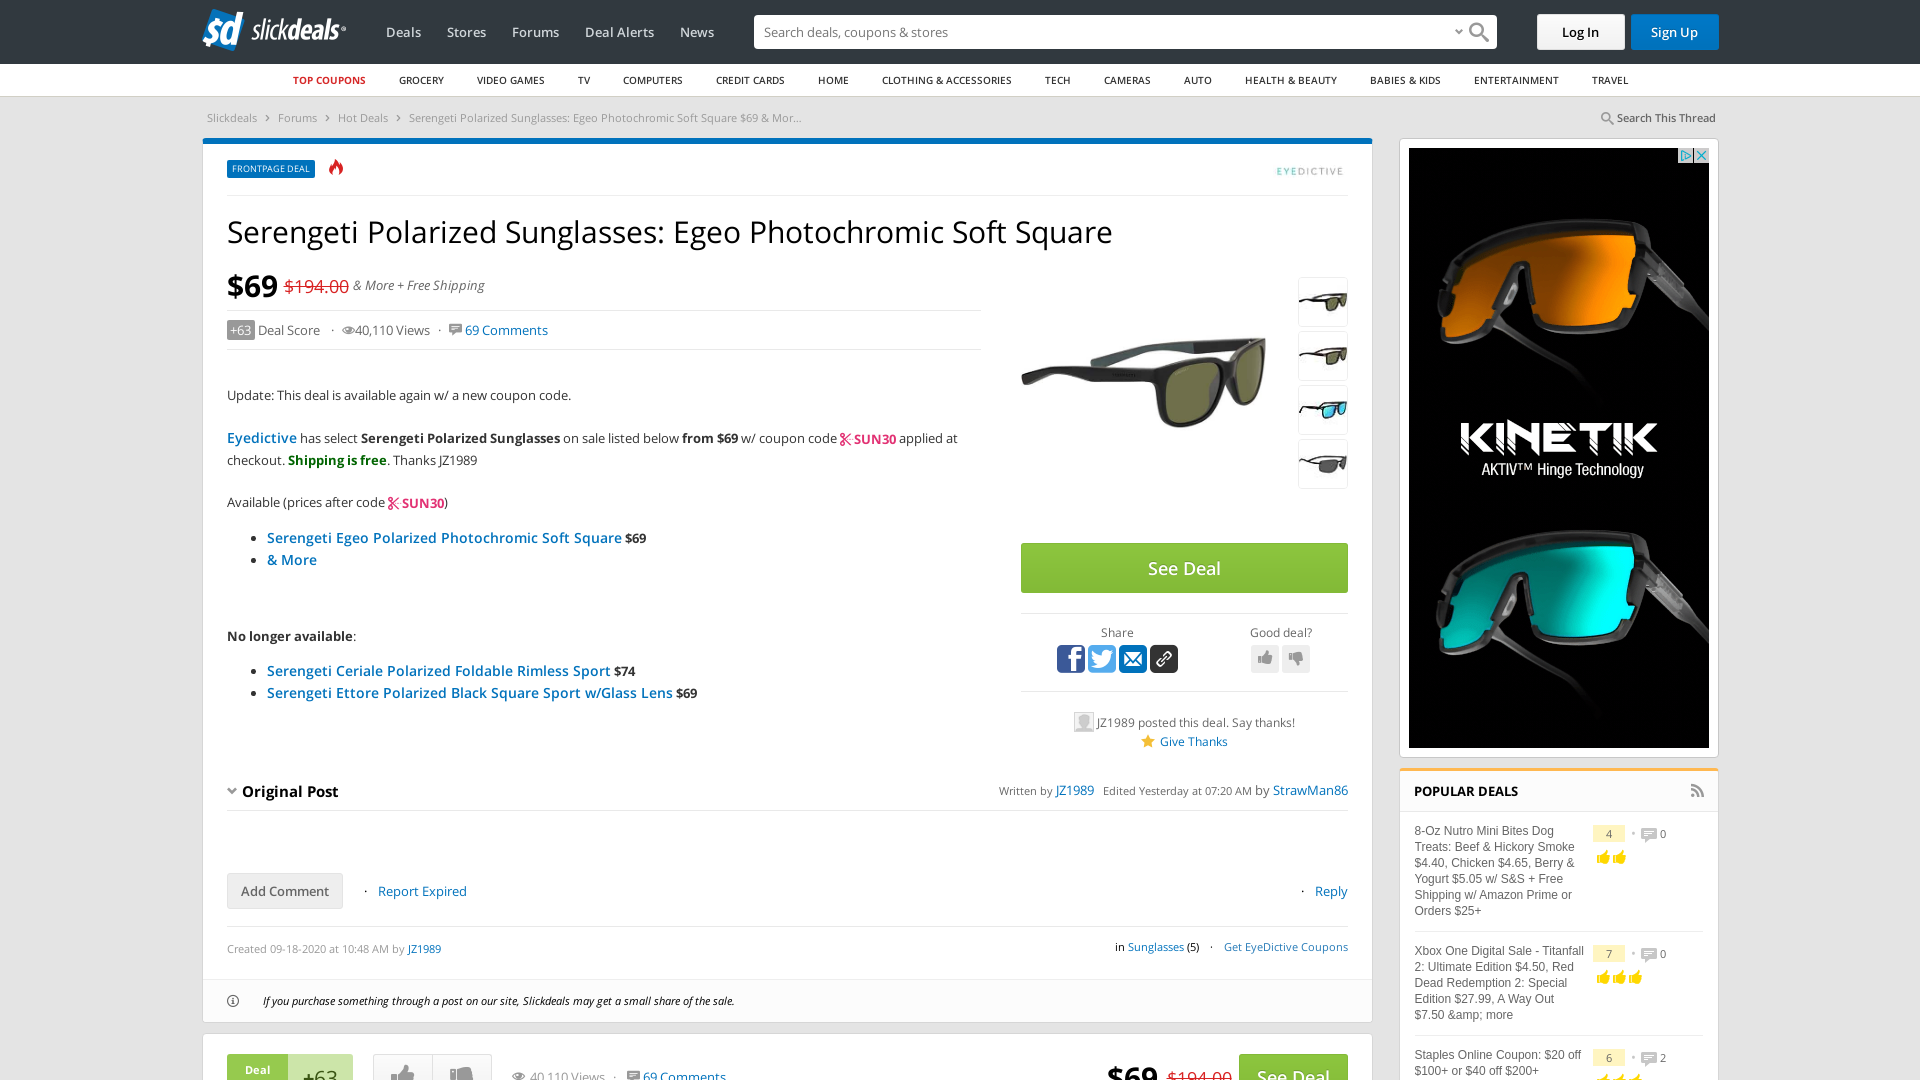 sd slickdeals
Deals
Stores
Forums
Deal Alerts
News
Search deals, coupons & stores
Log In
Sign Up
TOP COUPONS
GROCERY
VIDEO GAMES
TV
COMPUTERS
CREDIT CARDS
HOME
CLOTHING & ACCESSORIES
TECH
CAMERAS
AUTO
HEALTH & BEAUTY
BABIES & KIDS
ENTERTAINMENT
TRAVEL
Slickdeals › Forums › Hot Deals › Serengeti Polarized Sunglasses: Egeo Photochromic Soft Square $69 & Mor...
Search This Thread
FRONTPAGE DEAL
EYEDICTIVE
Serengeti Polarized Sunglasses: Egeo Photochromic Soft Square
$69 $194.00 & More + Free Shipping
+63 Deal Score · 40,110 Views · 69 Comments
Update: This deal is available again w/ a new coupon code.
Eyedictive has select Serengeti Polarized Sunglasses on sale listed below from $69 w/ coupon code SUN30 applied at
checkout. Shipping is free. Thanks JZ1989
Available (prices after code SUN30)
• Serengeti Egeo Polarized Photochromic Soft Square $69
• & More
No longer available:
• Serengeti Ceriale Polarized Foldable Rimless Sport $74
• Serengeti Ettore Polarized Black Square Sport w/Glass Lens $69
See Deal
Share
Good deal?
JZ1989 posted this deal. Say thanks!
Give Thanks
Original Post
Written by JZ1989 Edited Yesterday at 07:20 AM by StrawMan86
Add Comment · Report Expired
· Reply
Created 09-18-2020 at 10:48 AM by JZ1989
in Sunglasses (5) · Get EyeDictive Coupons
If you purchase something through a post on our site, Slickdeals may get a small share of the sale.
Deal
+63
40,110 Views · 69 Comments
$69 $194.00
See Deal
KINETIK
AKTIV™ Hinge Technology
POPULAR DEALS
8-Oz Nutro Mini Bites Dog
Treats: Beef & Hickory Smoke
$4.40, Chicken $4.65, Berry &
Yogurt $5.05 w/ S&S + Free
Shipping w/ Amazon Prime or
Orders $25+
4 • 0
Xbox One Digital Sale - Titanfall
2: Ultimate Edition $4.50, Red
Dead Redemption 2: Special
Edition $27.99, A Way Out
$7.50 &amp; more
7 • 0
Staples Online Coupon: $20 off
$100+ or $40 off $200+
6 • 2